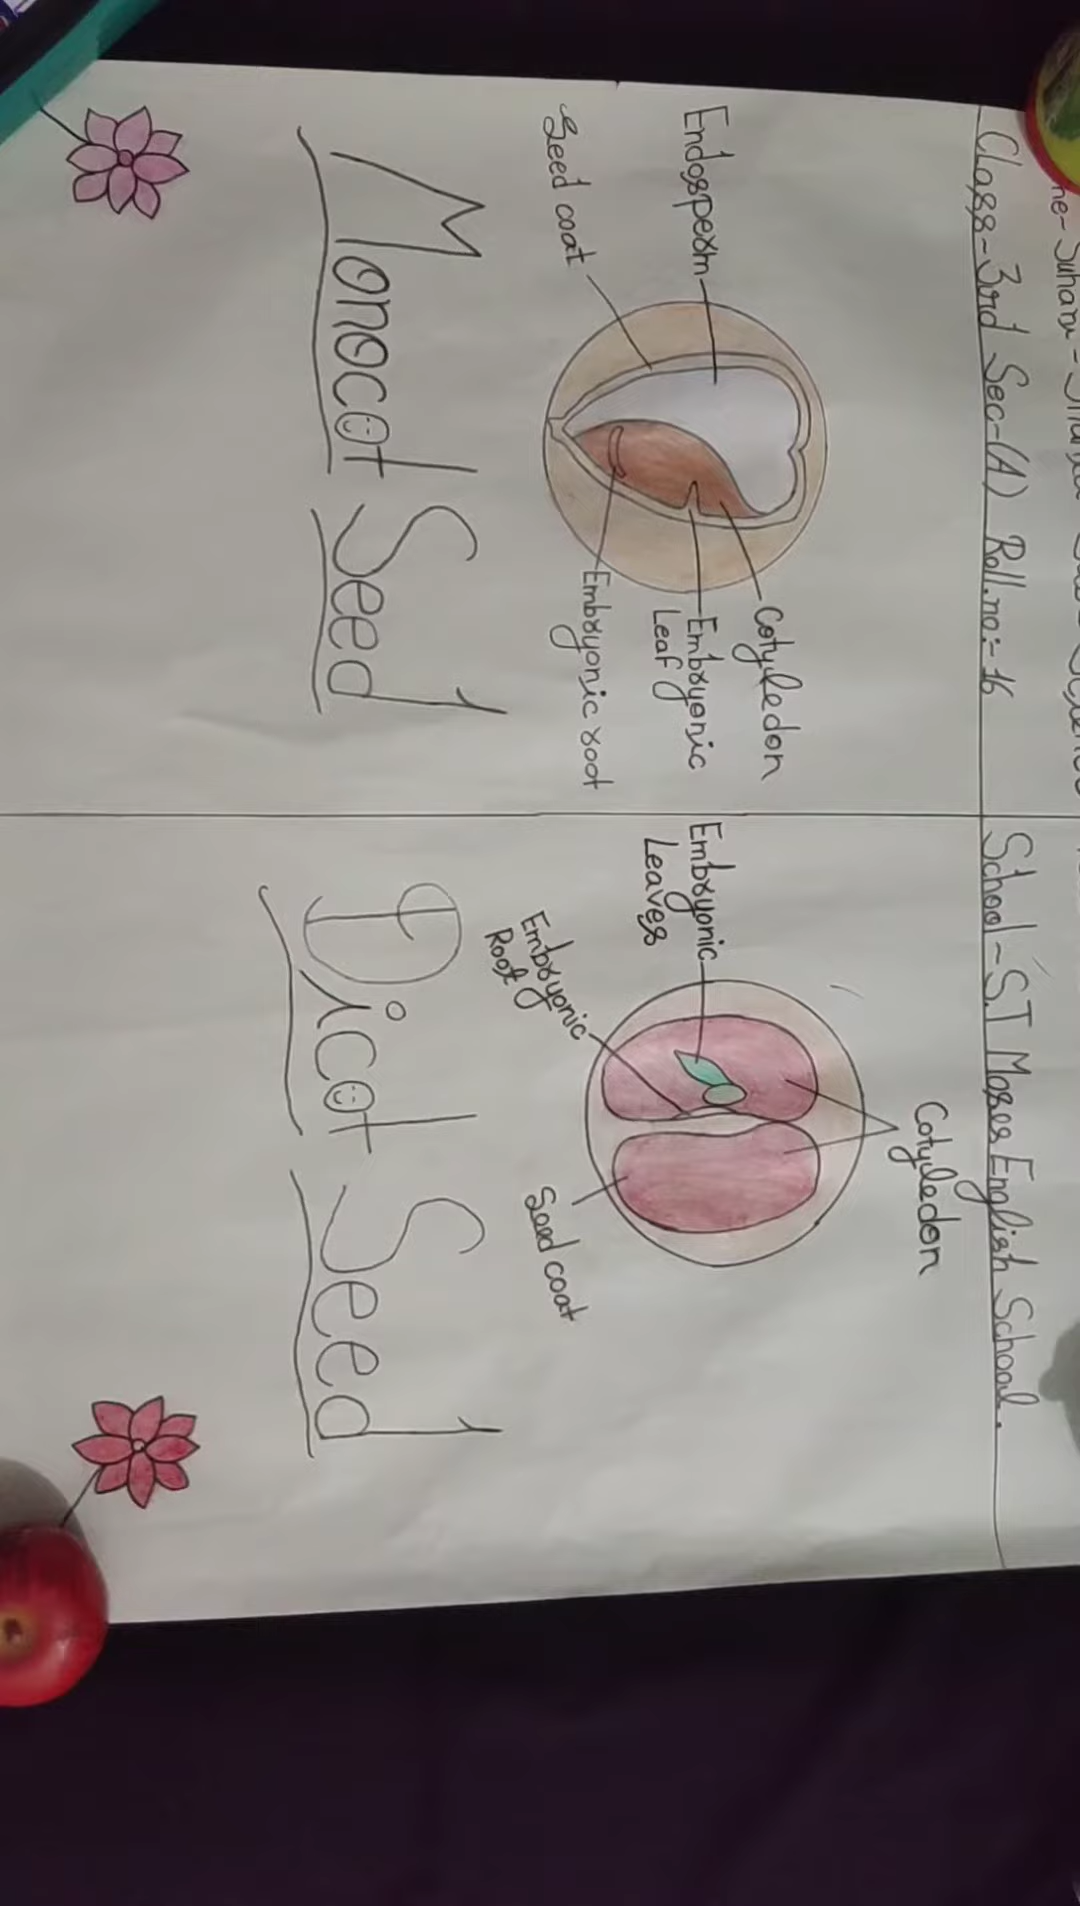 Suhani
Class-3rd Sec-(A) Roll.no:-16 School-S.T Moses English School.
Endosperm
Seed coat
Cotyledon
Embryonic
Leaf
Embryonic root
Monocot Seed
Cotyledon
Embryonic
Leaves
Embryonic
Root
Seed coat
Dicot Seed